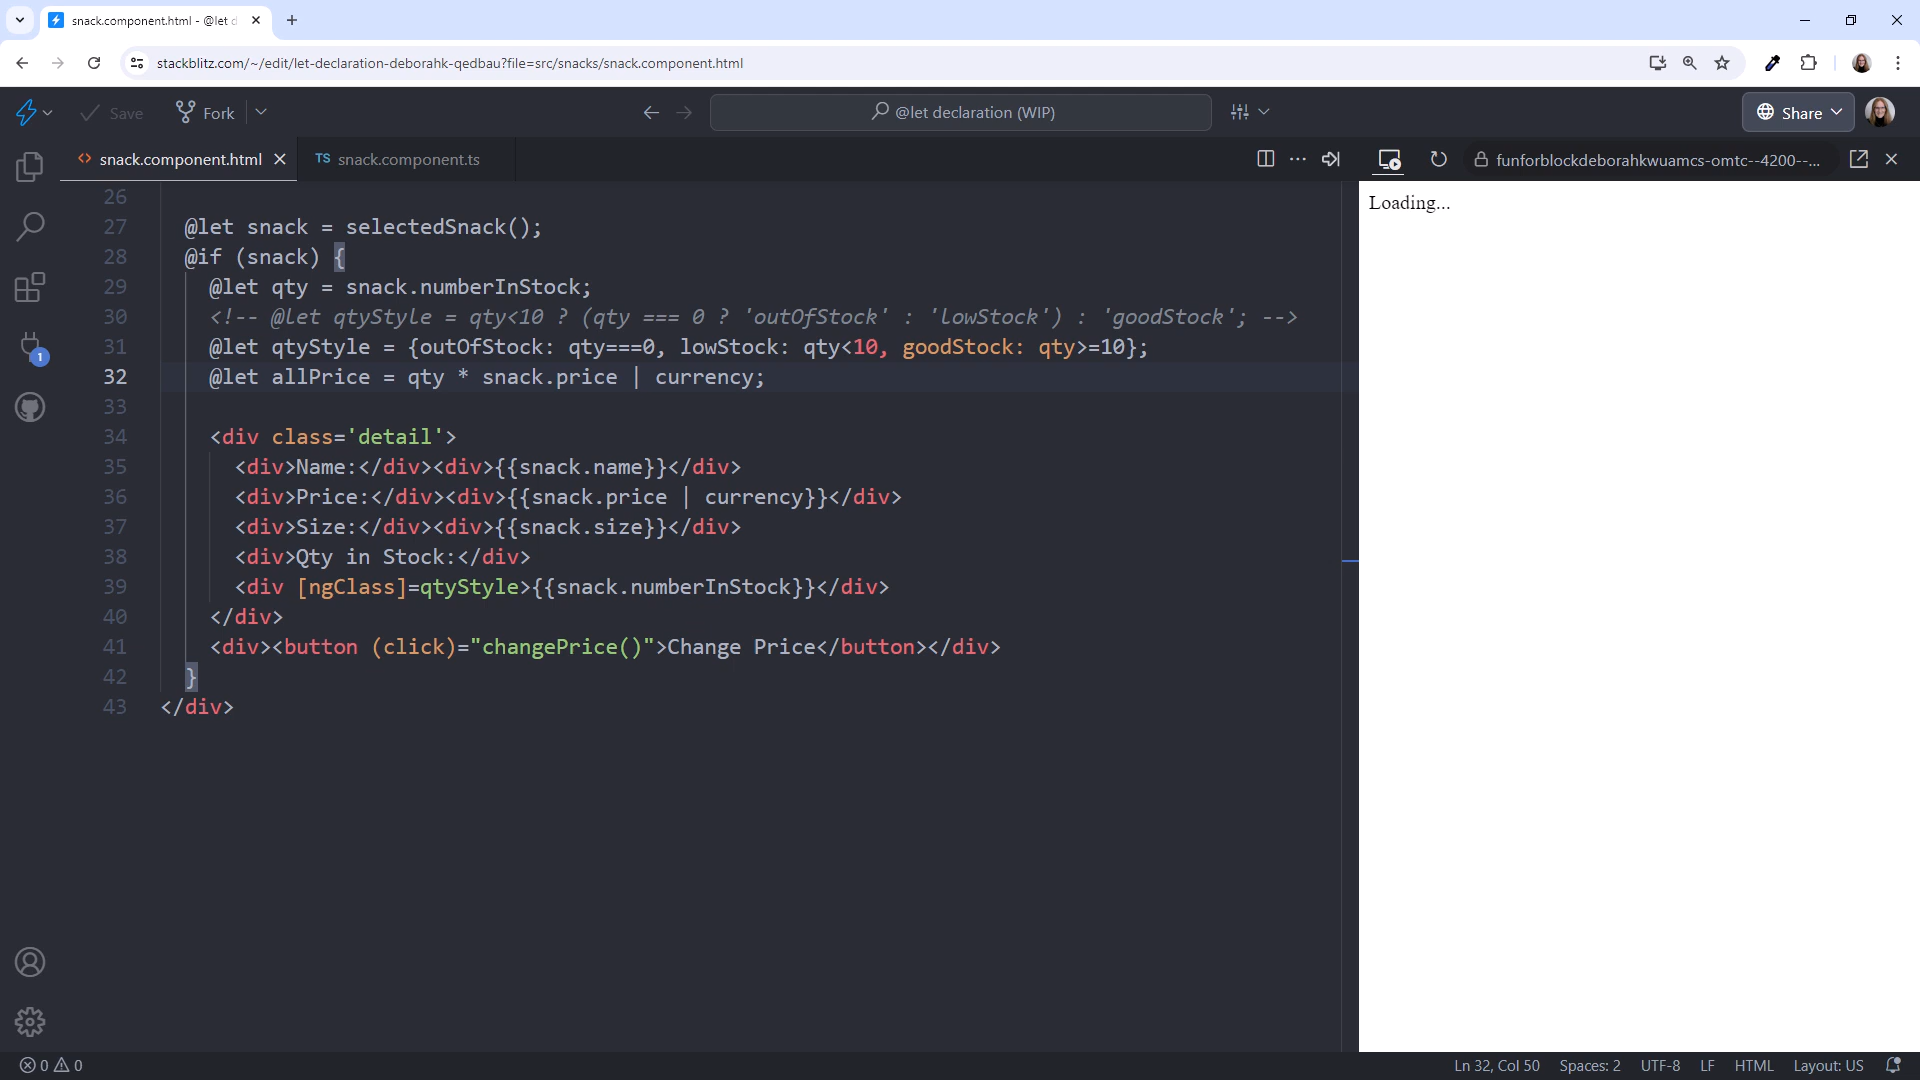 snack.component.html - @let d
stackblitz.com/~/edit/let-declaration-deborahk-qedbau?file=src/snacks/snack.component.html
Save
Fork
@let declaration (WIP)
Share
snack.component.html
TS snack.component.ts
funforblockdeborahkwuamcs-omtc--4200--...
Loading...
1
26
27 @let snack = selectedSnack();
28 @if (snack) {
29 @let qty = snack.numberInStock;
30 <!-- @let qtyStyle = qty<10 ? (qty === 0 ? 'outOfStock' : 'lowStock') : 'goodStock'; -->
31 @let qtyStyle = {outOfStock: qty===0, lowStock: qty<10, goodStock: qty>=10};
32 @let allPrice = qty * snack.price | currency;
33
34 <div class='detail'>
35 <div>Name:</div><div>{{snack.name}}</div>
36 <div>Price:</div><div>{{snack.price | currency}}</div>
37 <div>Size:</div><div>{{snack.size}}</div>
38 <div>Qty in Stock:</div>
39 <div [ngClass]=qtyStyle>{{snack.numberInStock}}</div>
40 </div>
41 <div><button (click)="changePrice()">Change Price</button></div>
42 }
43 </div>
0 0
Ln 32, Col 50 Spaces: 2 UTF-8 LF HTML Layout: US